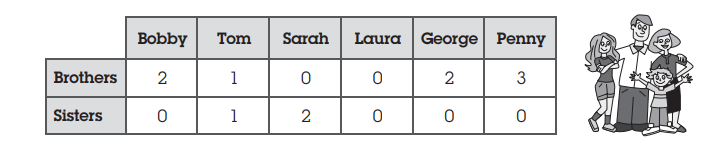 Bobby Tom Sarah Laura George Penny
Brothers 2 1 0 0 2 3
Sisters 0 1 2 0 0 0